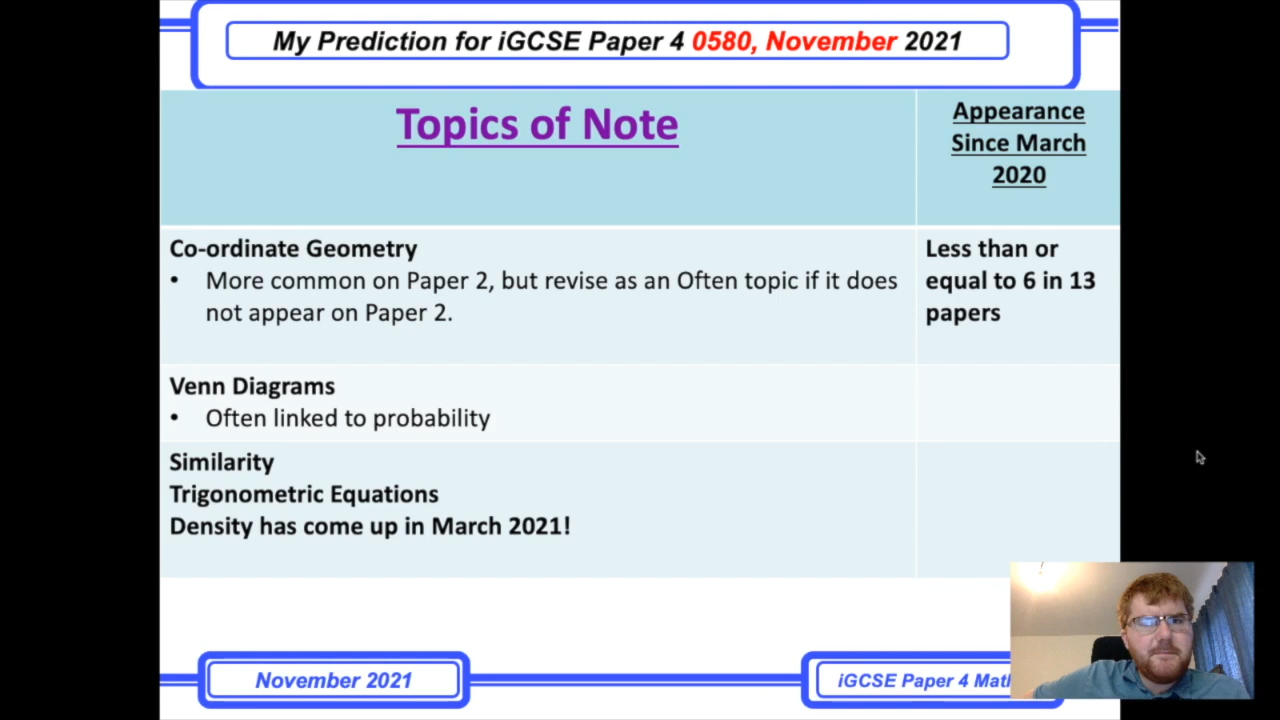 My Prediction for iGCSE Paper 4 0580, November 2021
Topics of Note
Appearance
Since March
2020
Co-ordinate Geometry
• More common on Paper 2, but revise as an Often topic if it does
not appear on Paper 2.
Less than or
equal to 6 in 13
papers
Venn Diagrams
• Often linked to probability
Similarity
Trigonometric Equations
Density has come up in March 2021!
November 2021
iGCSE Paper 4 Mat